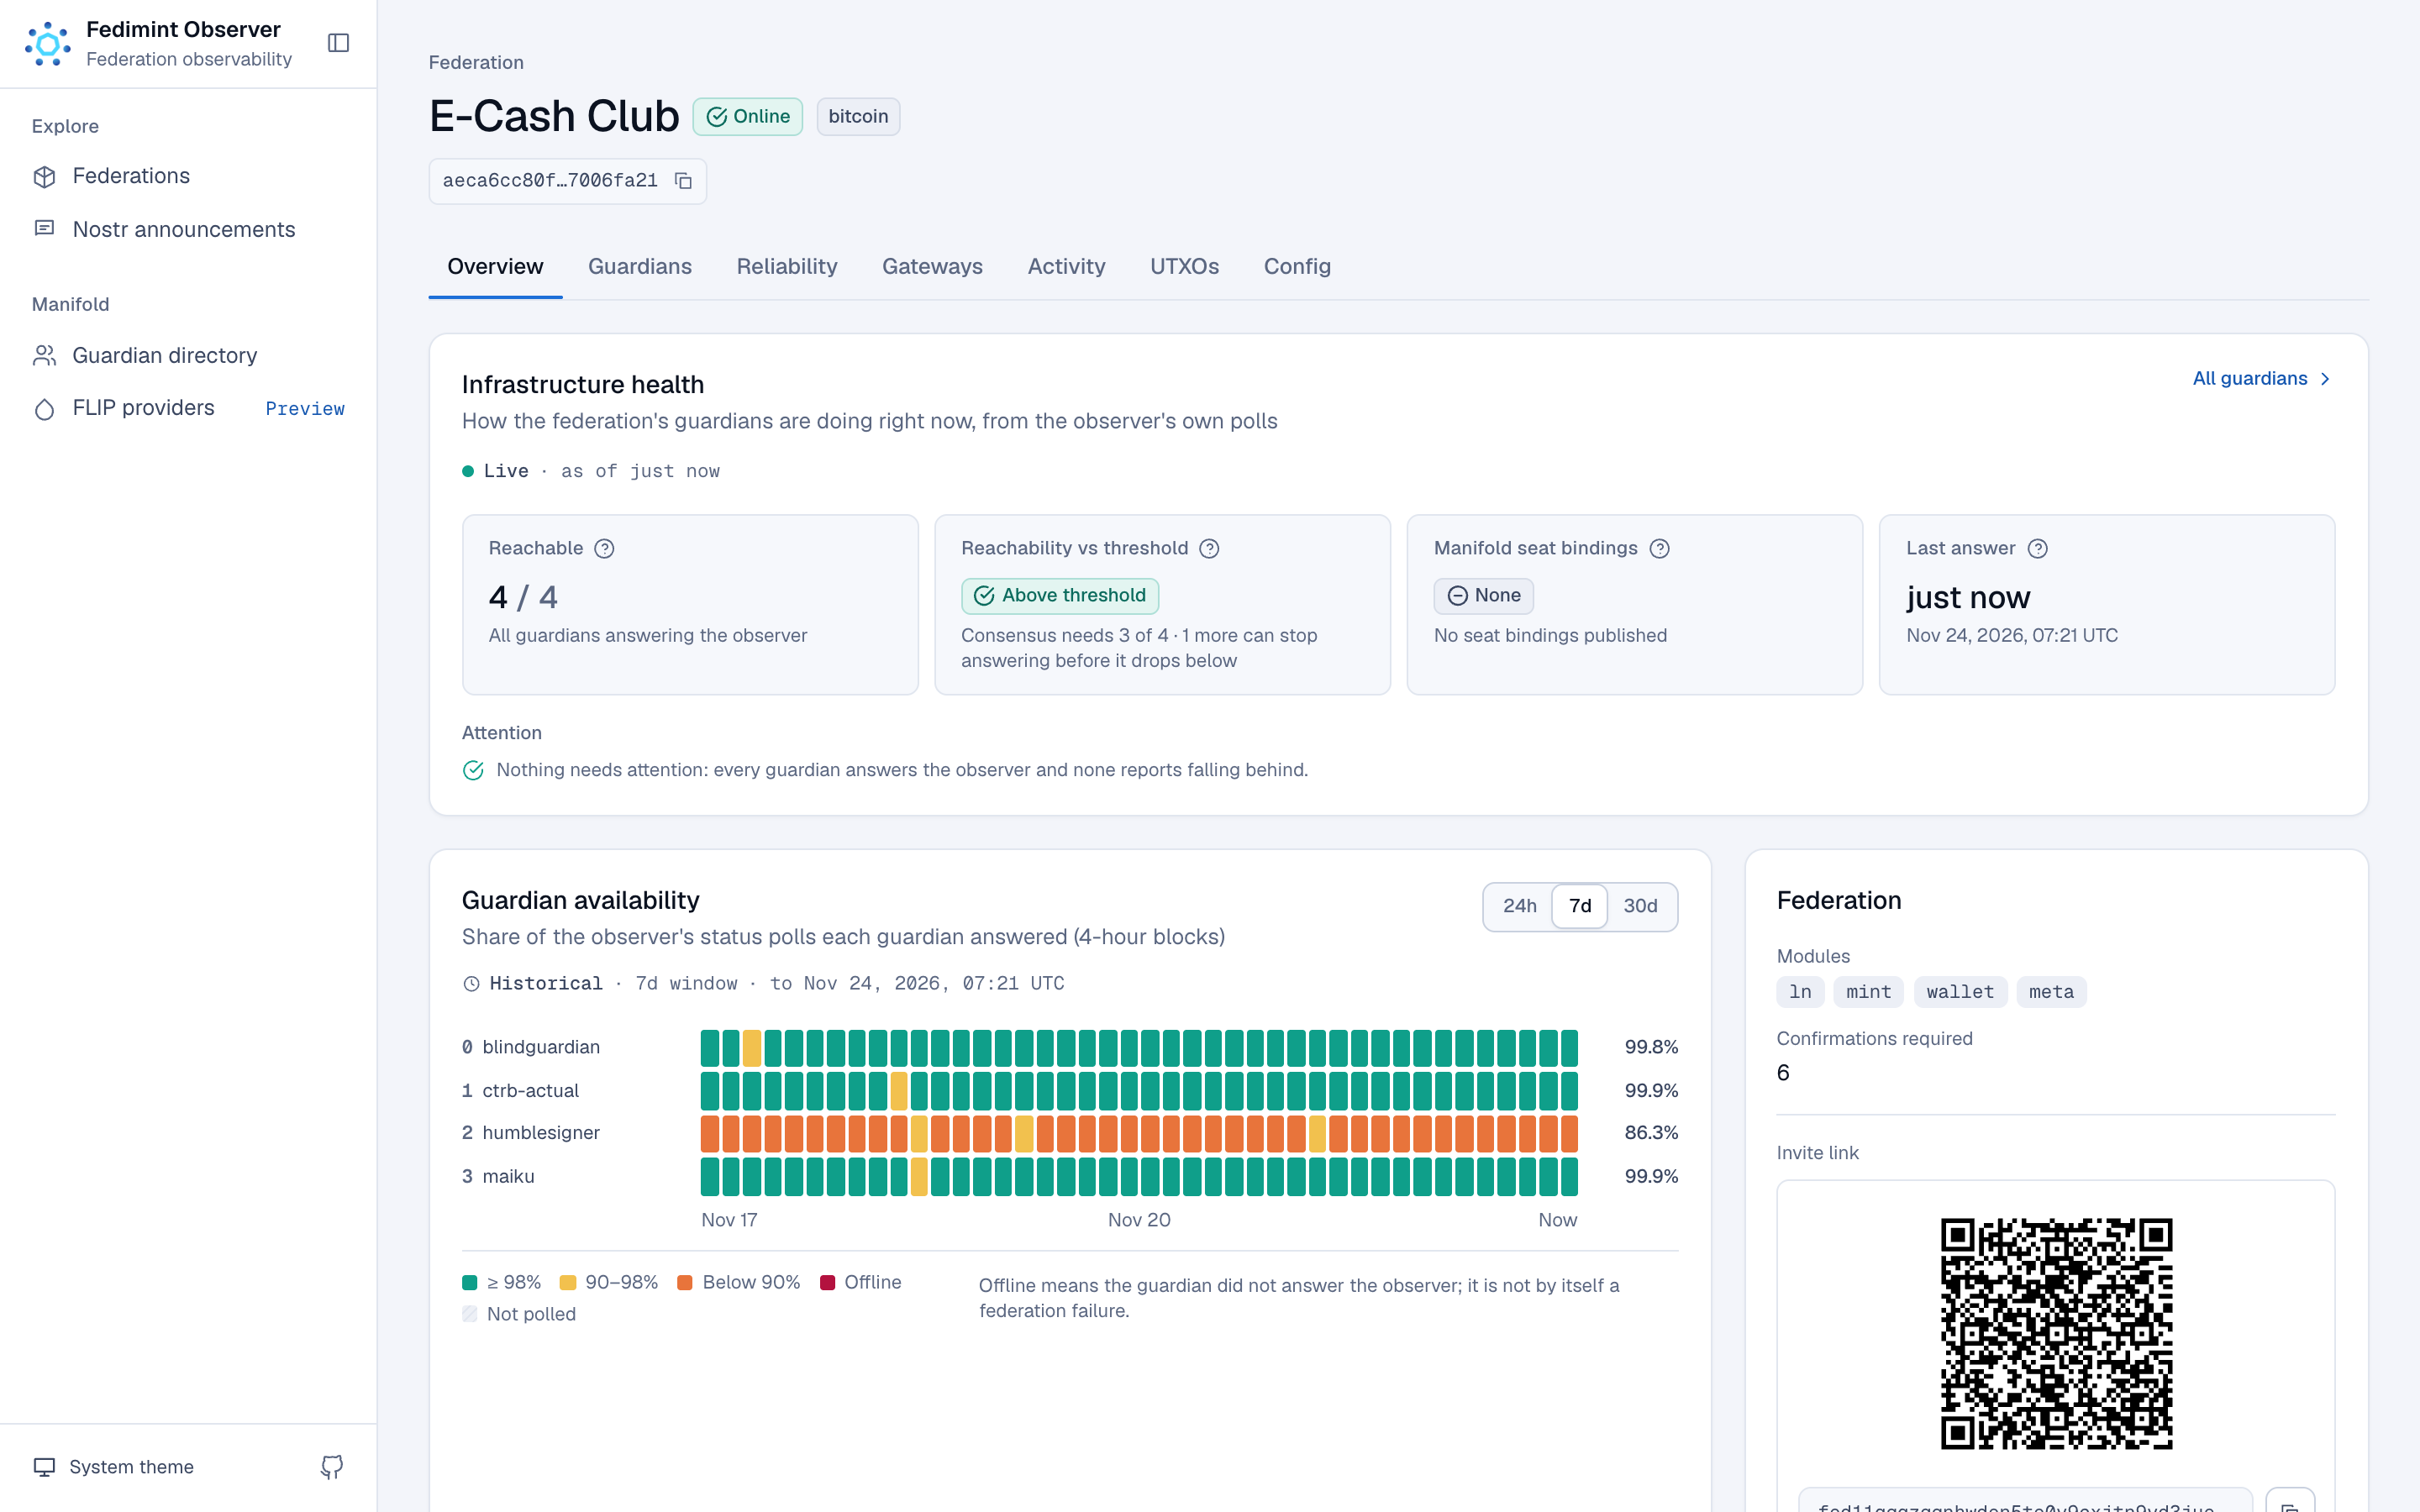 Fedimint Observer
Federation observability
Explore
Federations
Nostr announcements
Manifold
Guardian directory
FLIP providers Preview
System theme
Federation
E-Cash Club Online bitcoin
aeca6cc80f…7006fa21
Overview Guardians Reliability Gateways Activity UTXOs Config
Infrastructure health
All guardians
How the federation's guardians are doing right now, from the observer's own polls
Live · as of just now
Reachable
4 / 4
All guardians answering the observer
Reachability vs threshold
Above threshold
Consensus needs 3 of 4 · 1 more can stop
answering before it drops below
Manifold seat bindings
None
No seat bindings published
Last answer
just now
Nov 24, 2026, 07:21 UTC
Attention
Nothing needs attention: every guardian answers the observer and none reports falling behind.
Guardian availability
24h 7d 30d
Share of the observer's status polls each guardian answered (4-hour blocks)
Historical · 7d window · to Nov 24, 2026, 07:21 UTC
0 blindguardian 99.8%
1 ctrb-actual 99.9%
2 humblesigner 86.3%
3 maiku 99.9%
Nov 17 Nov 20 Now
≥ 98% 90–98% Below 90% Offline
Not polled
Offline means the guardian did not answer the observer; it is not by itself a
federation failure.
Federation
Modules
ln mint wallet meta
Confirmations required
6
Invite link